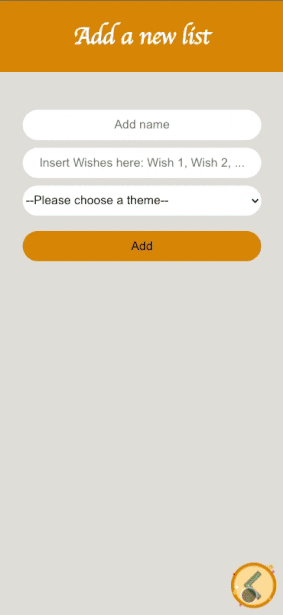 Add a new list
Add name
Insert Wishes here: Wish 1, Wish 2, ...
--Please choose a theme--
Add